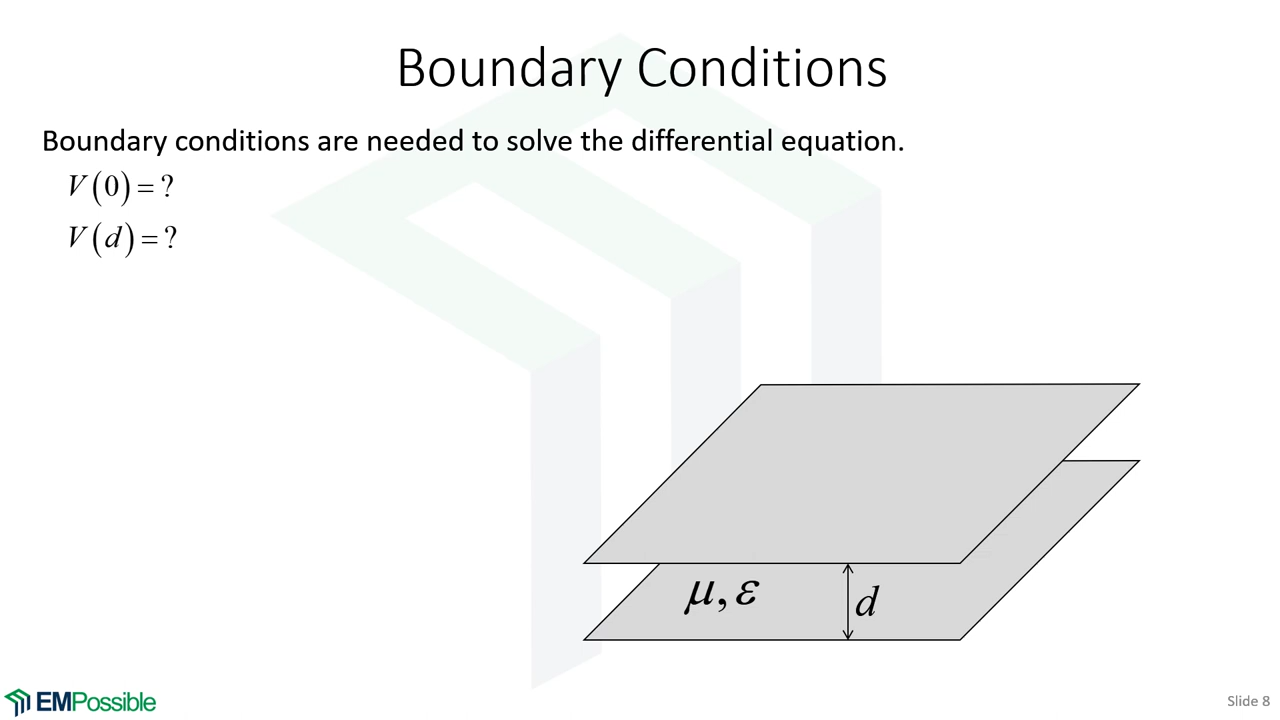 Boundary Conditions
Boundary conditions are needed to solve the differential equation.
V(0) = ?
V(d) = ?
μ, ε
d
EMPossible
Slide 8